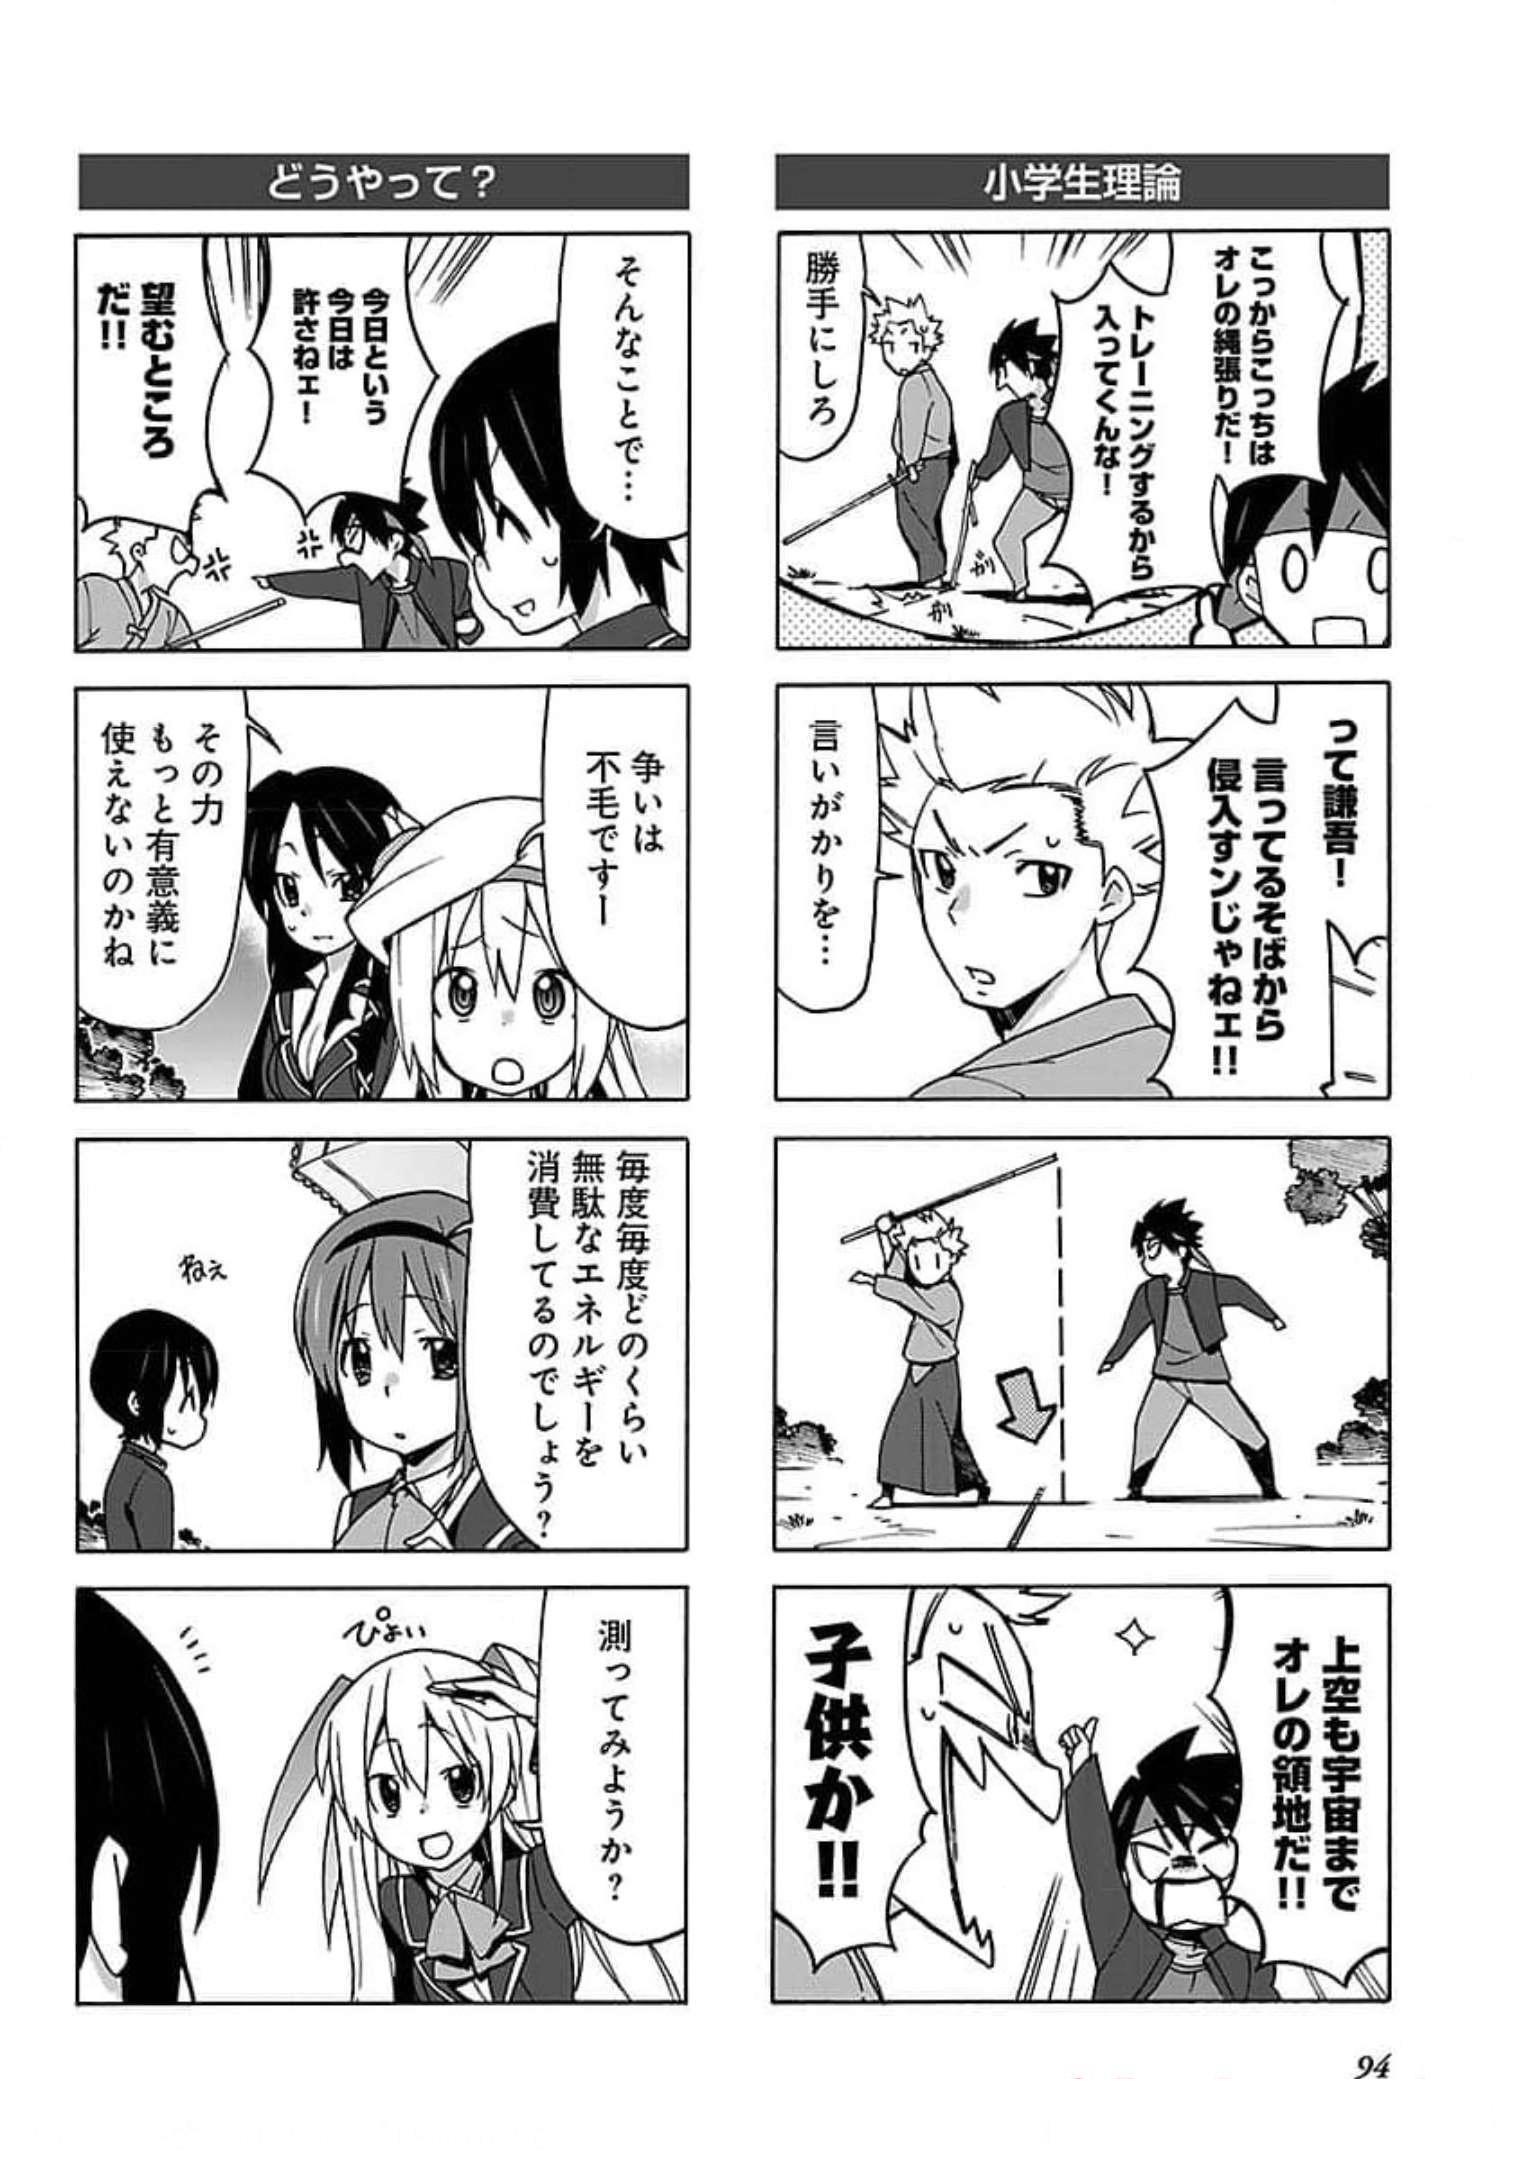 小学生理論
こっからこっちは
オレの縄張りだ！
トレーニングするから
入ってくんな！
勝手にしろ
ガリ
ガリ
って謙吾！
言ってるそばから
侵入すンじゃねェ!!
言いがかりを…
上空も宇宙まで
オレの領地だ!!
子供か!!
どうやって？
そんなことで…
今日という
今日は
許さねェ！
望むところ
だ!!
争いは
不毛ですー
その力
もっと有意義に
使えないのかね
毎度毎度どのくらい
無駄なエネルギーを
消費してるのでしょう?
ねぇ
測ってみようか？
ぴょい
94